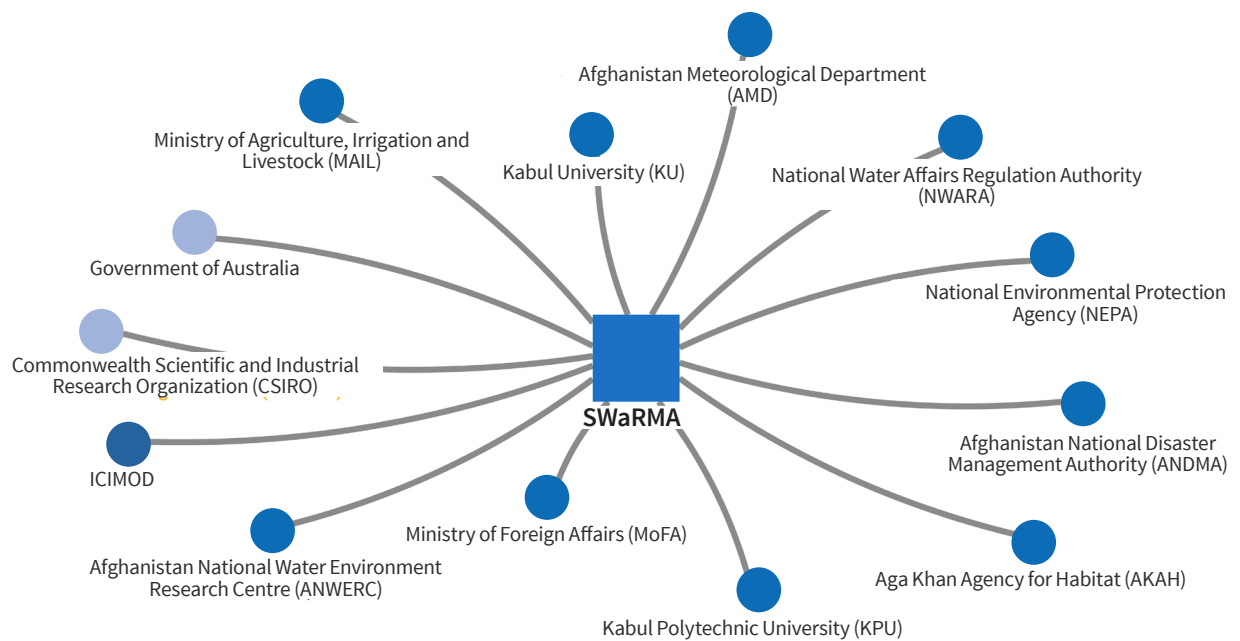 Afghanistan Meteorological Department
(AMD)
Ministry of Agriculture, Irrigation and
Livestock (MAIL)
Kabul University (KU)
National Water Affairs Regulation Authority
(NWARA)
Government of Australia
National Environmental Protection
Agency (NEPA)
Commonwealth Scientific and Industrial
Research Organization (CSIRO)
SWaRMA
Afghanistan National Disaster
Management Authority (ANDMA)
ICIMOD
Ministry of Foreign Affairs (MoFA)
Afghanistan National Water Environment
Research Centre (ANWERC)
Aga Khan Agency for Habitat (AKAH)
Kabul Polytechnic University (KPU)